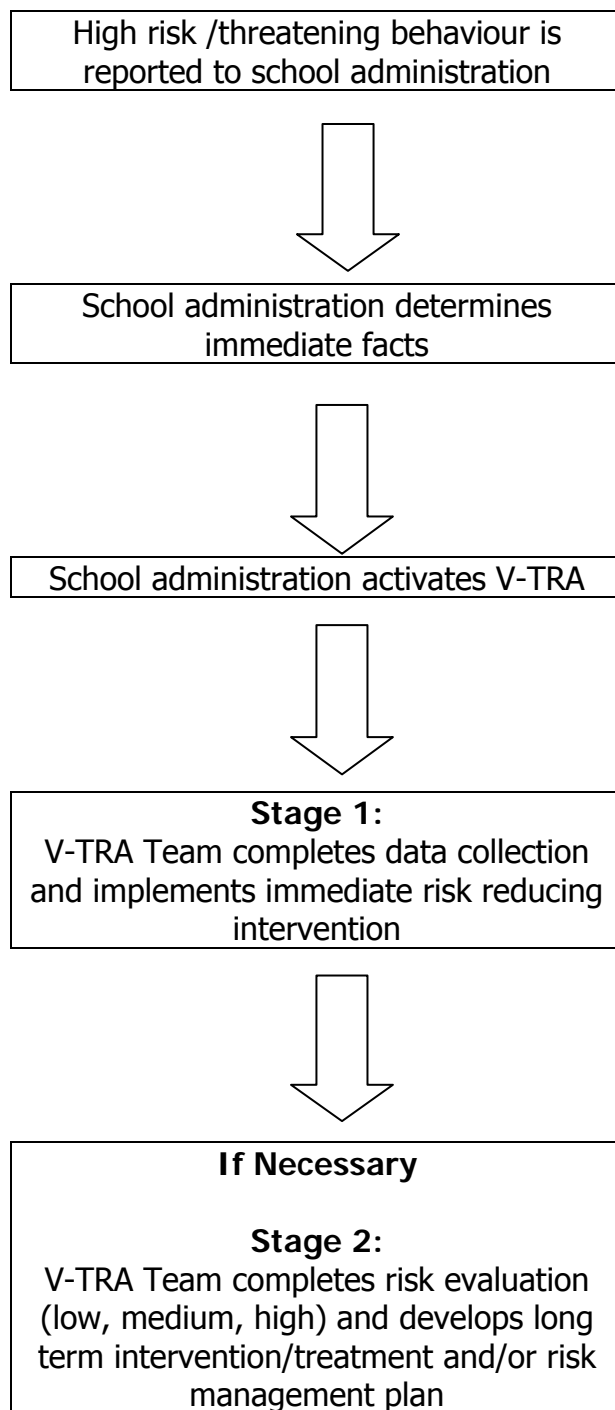 High risk /threatening behaviour is
reported to school administration
School administration determines
immediate facts
School administration activates V-TRA
Stage 1:
V-TRA Team completes data collection
and implements immediate risk reducing
intervention
If Necessary
Stage 2:
V-TRA Team completes risk evaluation
(low, medium, high) and develops long
term intervention/treatment and/or risk
management plan